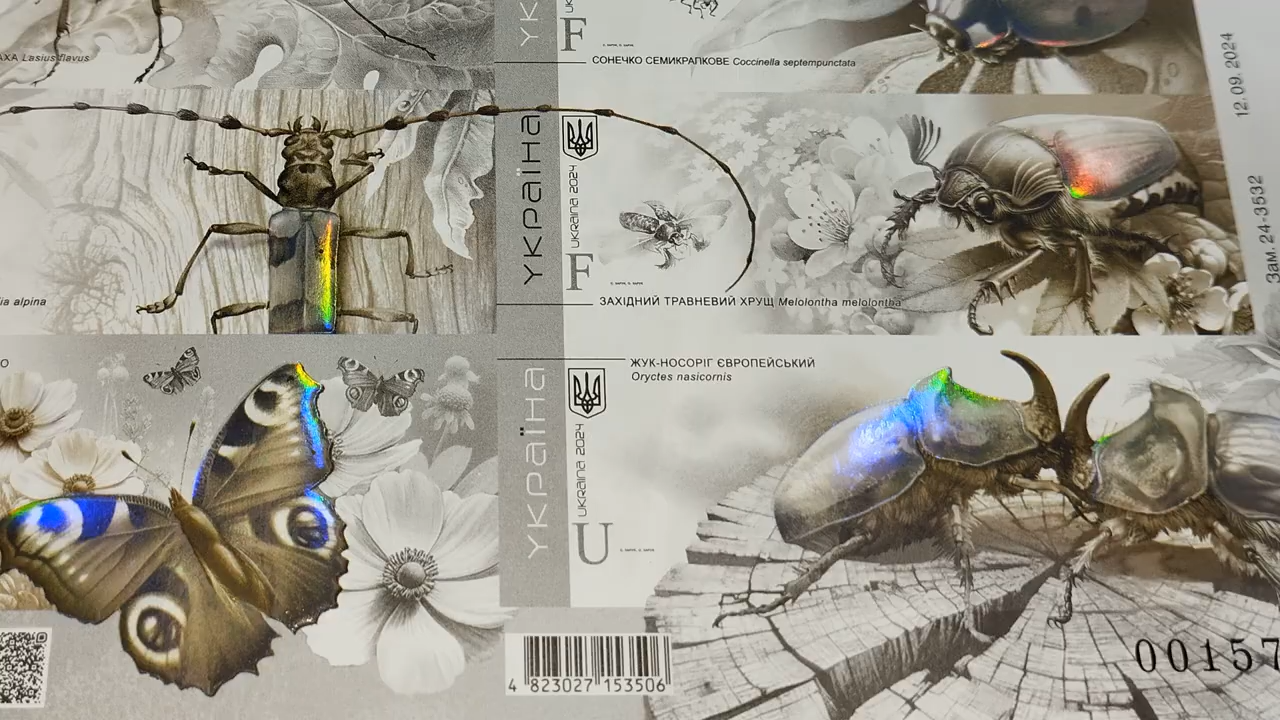 УК
F
АХА Lasius flavus
СОНЕЧКО СЕМИКРАПКОВЕ Coccinella septempunctata
12.09.2024
УКРАЇНА
UKRAINA 2024
F
ia alpina
ЗАХІДНИЙ ТРАВНЕВИЙ ХРУЩ Melolontha melolontha
Зам. 24-3532
О
ЖУК-НОСОРІГ ЄВРОПЕЙСЬКИЙ
Oryctes nasicornis
УКРАЇНА
UKRAINA 2024
U
4 823027 153506
00157